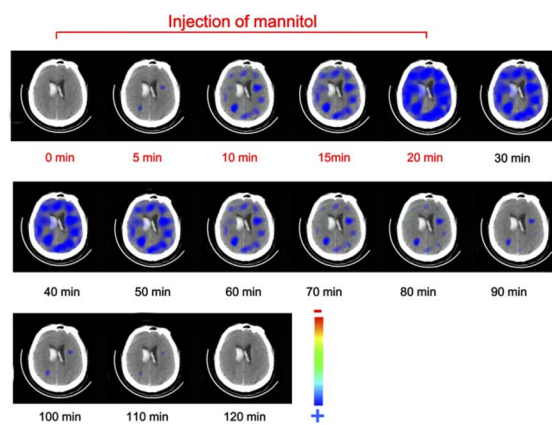 Injection of mannitol
0 min 5 min 10 min 15min 20 min 30 min
40 min 50 min 60 min 70 min 80 min 90 min
-
100 min 110 min 120 min
+